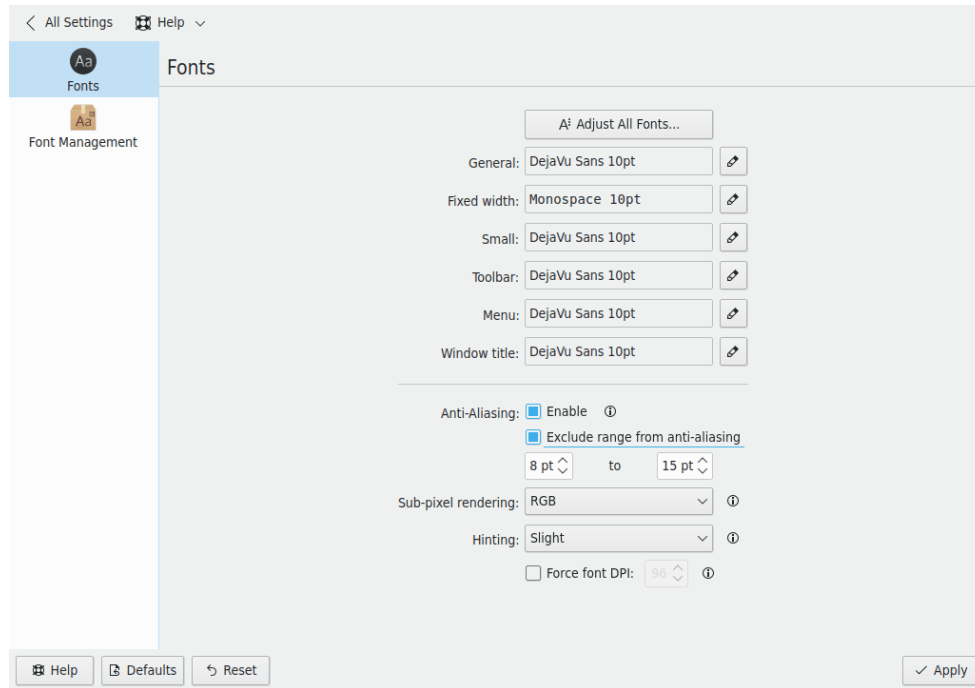 All Settings Help
Aa
Fonts
Aa
Font Management
Fonts
A Adjust All Fonts...
General: DejaVu Sans 10pt
Fixed width: Monospace 10pt
Small: DejaVu Sans 10pt
Toolbar: DejaVu Sans 10pt
Menu: DejaVu Sans 10pt
Window title: DejaVu Sans 10pt
Anti-Aliasing: Enable
Exclude range from anti-aliasing
8 pt to 15 pt
Sub-pixel rendering: RGB
Hinting: Slight
Force font DPI: 96
Help Defaults Reset Apply